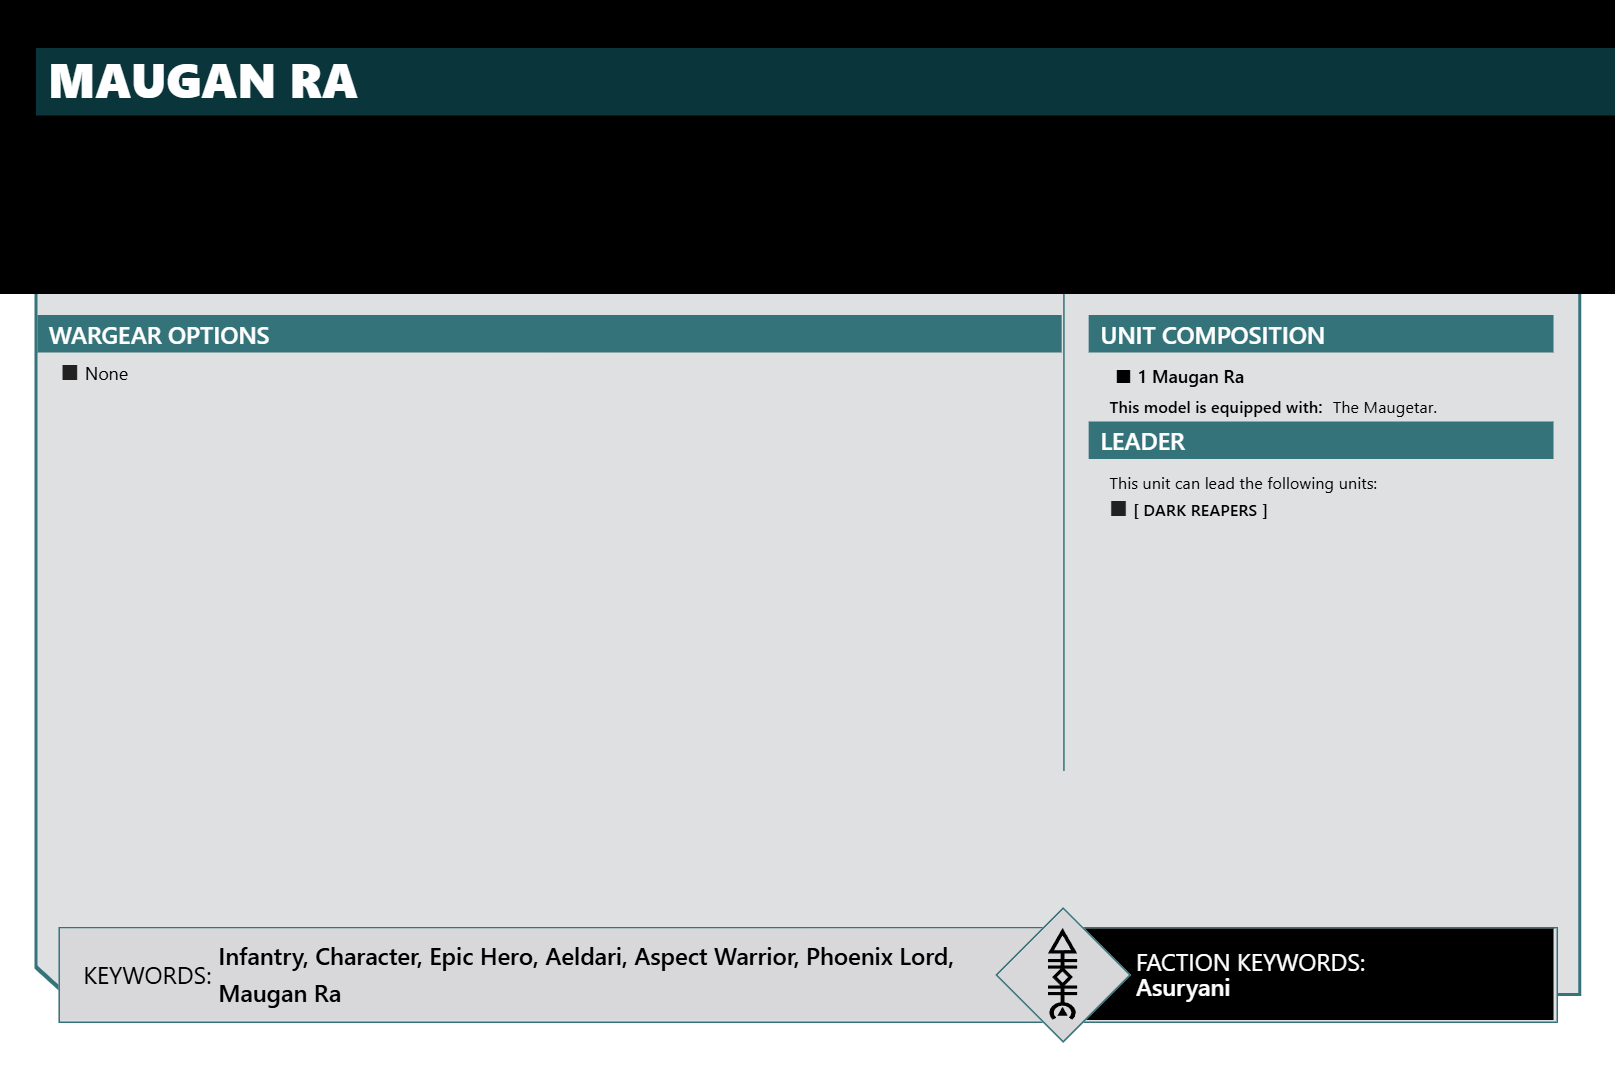 MAUGAN RA
WARGEAR OPTIONS
■ None
UNIT COMPOSITION
■ 1 Maugan Ra
This model is equipped with: The Maugetar.
LEADER
This unit can lead the following units:
■ [ DARK REAPERS ]
KEYWORDS: Infantry, Character, Epic Hero, Aeldari, Aspect Warrior, Phoenix Lord,
Maugan Ra
FACTION KEYWORDS:
Asuryani